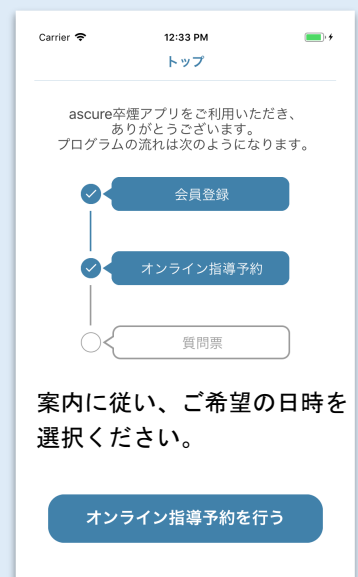 Carrier 12:33 PM
トップ
ascure卒煙アプリをご利用いただき、
ありがとうございます。
プログラムの流れは次のようになります。
会員登録
オンライン指導予約
質問票
案内に従い、ご希望の日時を
選択ください。
オンライン指導予約を行う